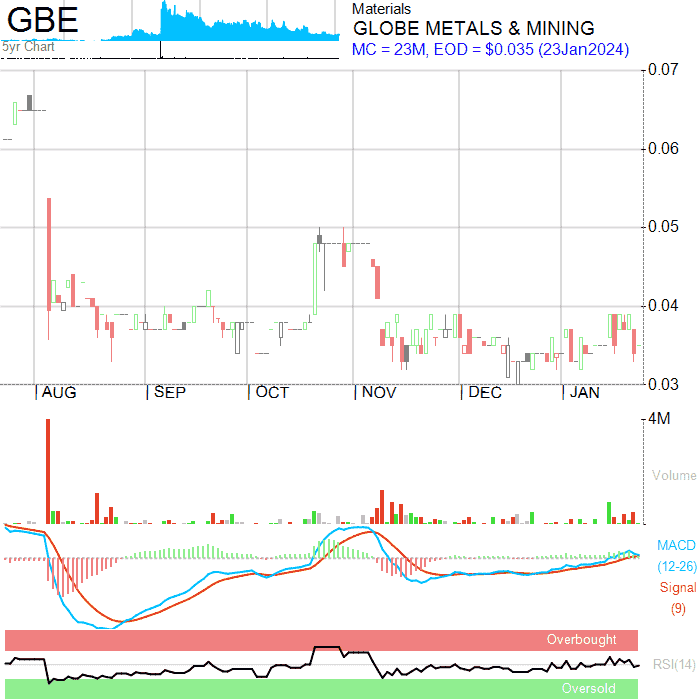 GBE
5yr Chart
Materials
GLOBE METALS & MINING
MC = 23M, EOD = $0.035 (23Jan2024)
0.07
0.06
0.05
0.04
0.03
|AUG |SEP |OCT |NOV |DEC |JAN
4M
Volume
MACD
(12-26)
Signal
(9)
Overbought
RSI(14)
Oversold